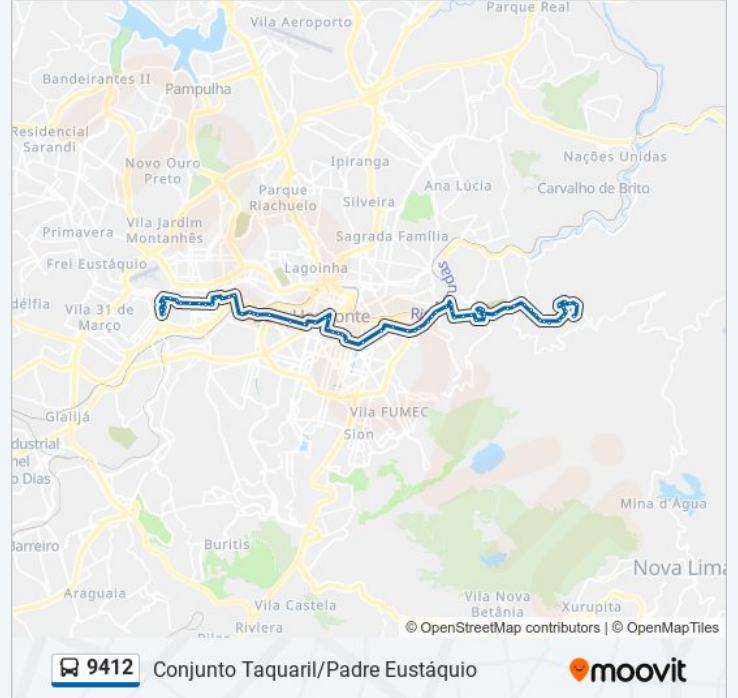 Parque Real
Vila Aeroporto
Bandeirantes II
Pampulha
Residencial
Sarandi
Novo Ouro
Preto
Ipiranga
Nações Unidas
Parque
Riachuelo
Ana Lúcia
Carvalho de Brito
Silveira
Vila Jardim
Montanhês
Primavera
Sagrada Família
Frei Eustáquio
Lagoinha
Vila 31 de
Março
Vila FUMEC
Sion
Glalijá
Dias
Mina d'Água
Buritis
Nova Lima
Araguaia
Vila Castela
Vila Nova
Betânia
Xurupita
Riviera
© OpenStreetMap contributors | © OpenMapTiles
9412 Conjunto Taquaril/Padre Eustáquio
moovit